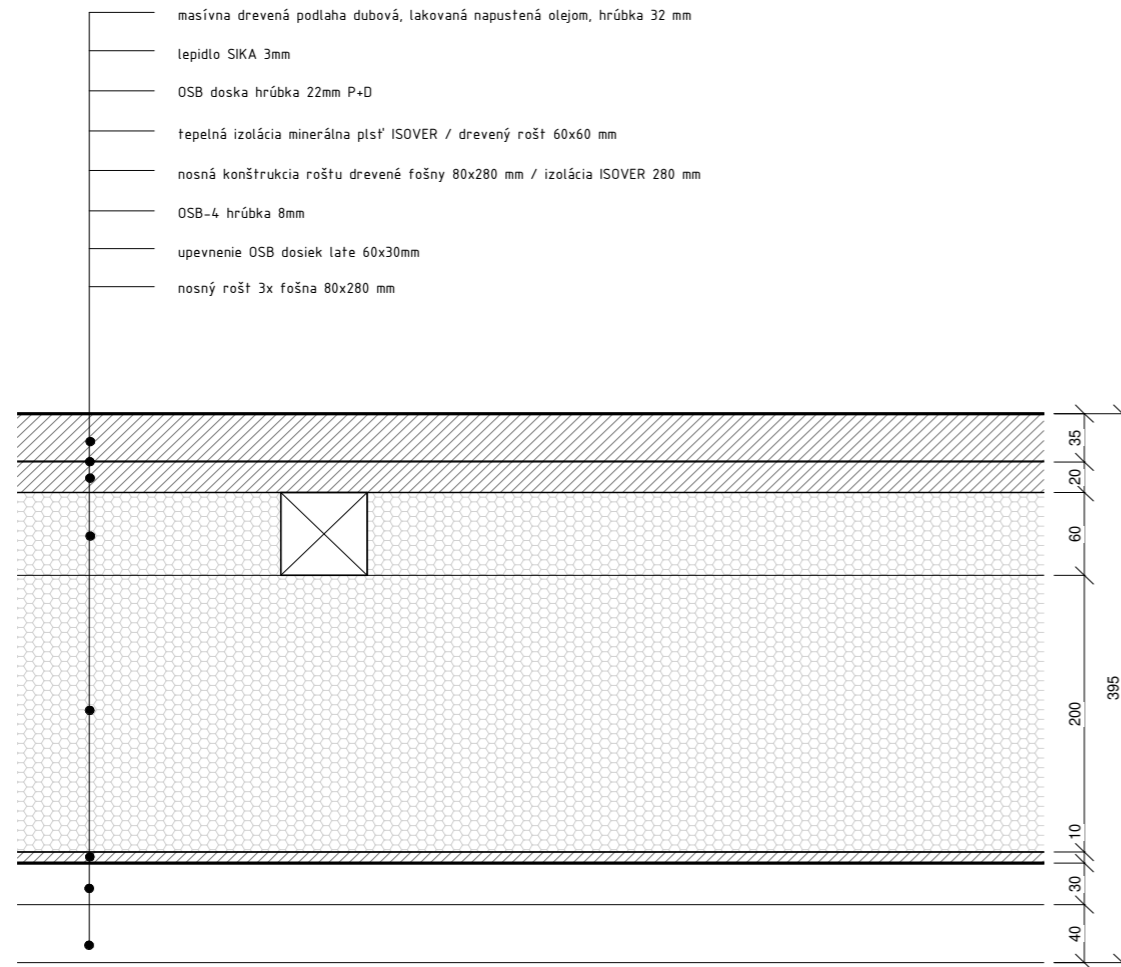 masívna drevená podlaha dubová, lakovaná napustená olejom, hrúbka 32 mm
lepidlo SIKA 3mm
OSB doska hrúbka 22mm P+D
tepelná izolácia minerálna plsť ISOVER / drevený rošt 60x60 mm
nosná konštrukcia roštu drevené fošny 80x280 mm / izolácia ISOVER 280 mm
OSB-4 hrúbka 8mm
upevnenie OSB dosiek late 60x30mm
nosný rošt 3x fošna 80x280 mm
35
20
60
200
395
10
30
40